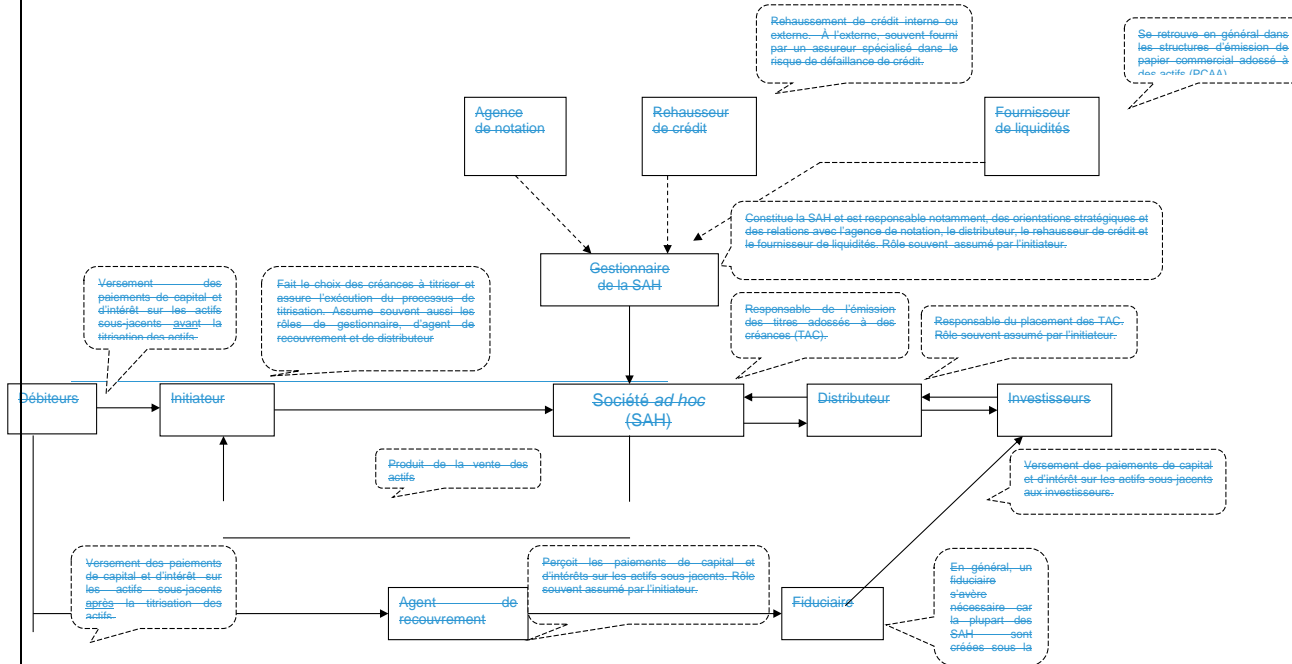 Rehaussement de crédit interne ou
externe. À l'externe, souvent fourni
par un assureur spécialisé dans le
risque de défaillance de crédit.
Se retrouve en général dans
les structures d'émission de
papier commercial adossé à
des actifs (PCAA)
Agence
de notation
Rehausseur
de crédit
Fournisseur
de liquidités
Constitue la SAH et est responsable notamment, des orientations stratégiques et
des relations avec l'agence de notation, le distributeur, le rehausseur de crédit et
le fournisseur de liquidités. Rôle souvent assumé par l'initiateur.
Gestionnaire
de la SAH
Versement des
paiements de capital et
d'intérêt sur les actifs
sous-jacents avant la
titrisation des actifs.
Fait le choix des créances à titriser et
assure l'exécution du processus de
titrisation. Assume souvent aussi les
rôles de gestionnaire, d'agent de
recouvrement et de distributeur
Responsable de l'émission
des titres adossés à des
créances (TAC).
Responsable du placement des TAC.
Rôle souvent assumé par l'initiateur.
Débiteurs
Initiateur
Société ad hoc
(SAH)
Distributeur
Investisseurs
Produit de la vente des
actifs
Versement des paiements de capital
et d'intérêt sur les actifs sous-jacents
aux investisseurs.
Versement des paiements
de capital et d'intérêt sur
les actifs sous-jacents
après la titrisation des
actifs.
Perçoit les paiements de capital et
d'intérêts sur les actifs sous-jacents. Rôle
souvent assumé par l'initiateur.
Agent de
recouvrement
Fiduciaire
En général, un
fiduciaire
s'avère
nécessaire car
la plupart des
SAH sont
créées sous la